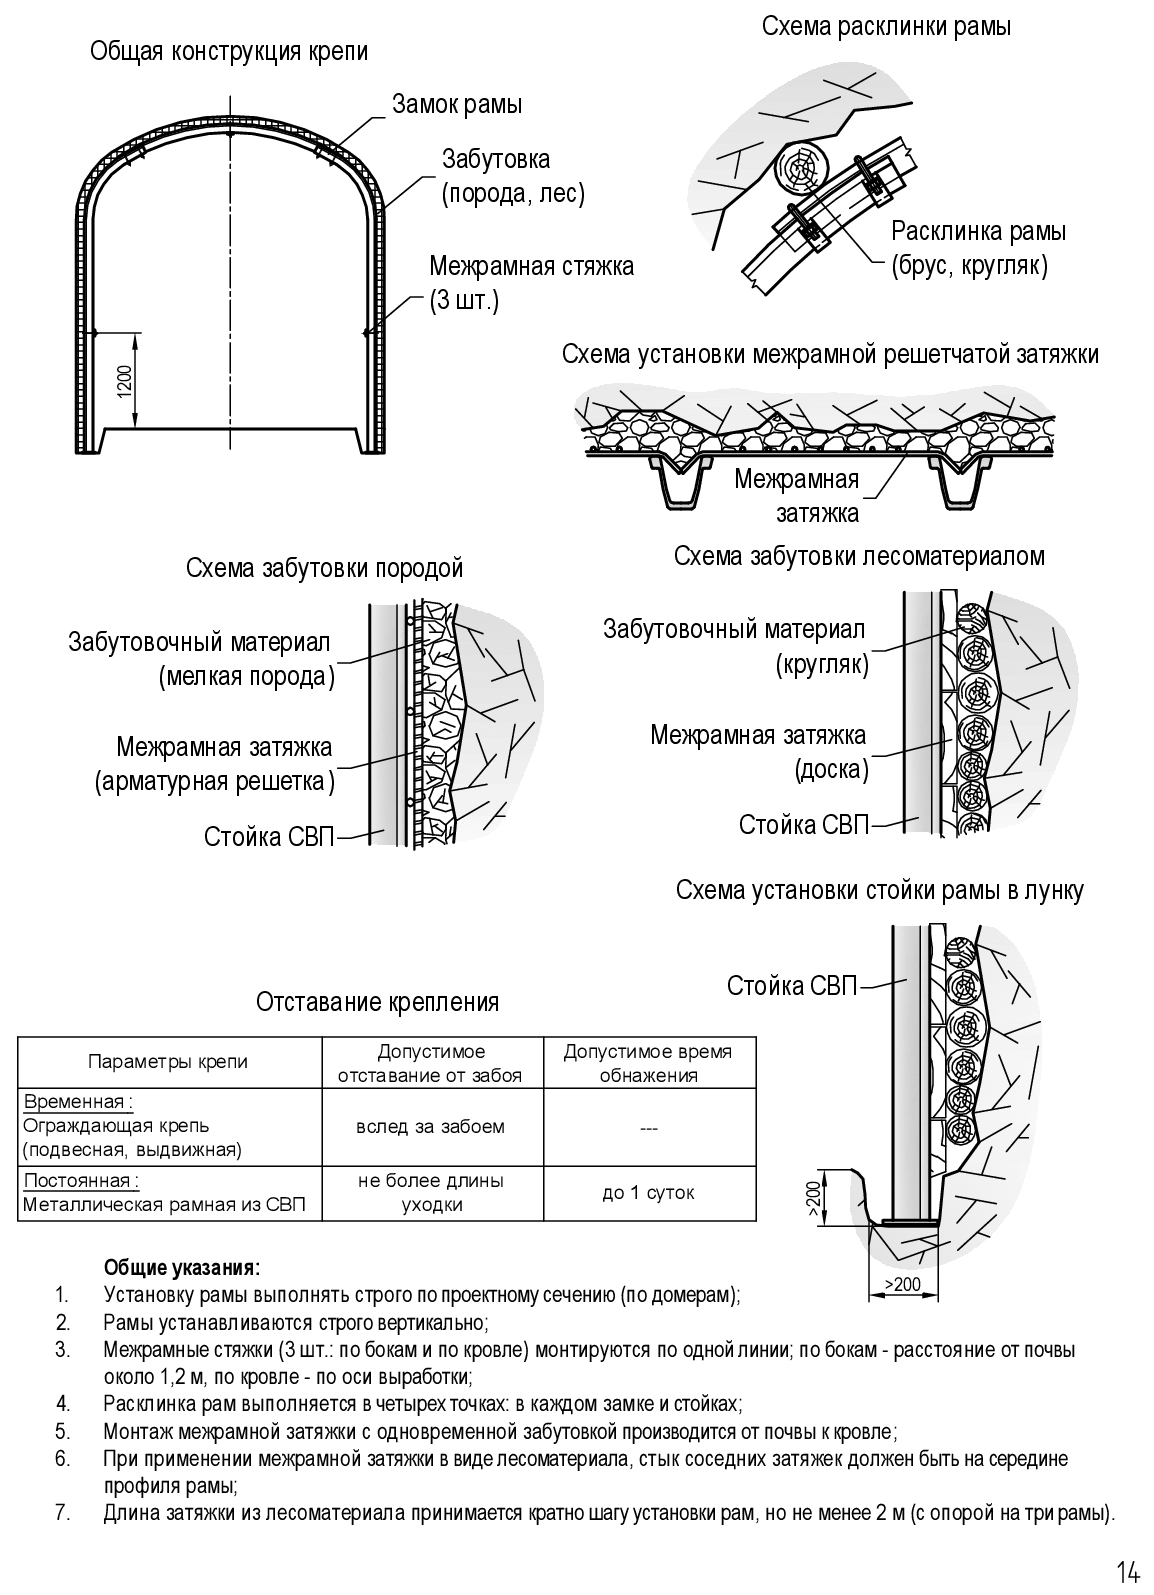 Общая конструкция крепи
Замок рамы
Забутовка
(порода, лес)
Межрамная стяжка
(3 шт.)
1200
Схема расклинки рамы
Расклинка рамы
(брус, кругляк)
Схема установки межрамной решетчатой затяжки
Межрамная
затяжка
Схема забутовки породой
Забутовочный материал
(мелкая порода)
Межрамная затяжка
(арматурная решетка)
Стойка СВП
Схема забутовки лесоматериалом
Забутовочный материал
(кругляк)
Межрамная затяжка
(доска)
Стойка СВП
Схема установки стойки рамы в лунку
Стойка СВП
>200
>200
Отставание крепления
Параметры крепи
Допустимое
отставание от забоя
Допустимое время
обнажения
Временная :
Ограждающая крепь
(подвесная, выдвижная)
вслед за забоем
---
Постоянная :
Металлическая рамная из СВП
не более длины
уходки
до 1 суток
Общие указания:
1. Установку рамы выполнять строго по проектному сечению (по домерам);
2. Рамы устанавливаются строго вертикально;
3. Межрамные стяжки (3 шт.: по бокам и по кровле) монтируются по одной линии; по бокам - расстояние от почвы
около 1,2 м, по кровле - по оси выработки;
4. Расклинка рам выполняется в четырех точках: в каждом замке и стойках;
5. Монтаж межрамной затяжки с одновременной забутовкой производится от почвы к кровле;
6. При применении межрамной затяжки в виде лесоматериала, стык соседних затяжек должен быть на середине
профиля рамы;
7. Длина затяжки из лесоматериала принимается кратно шагу установки рам, но не менее 2 м (с опорой на три рамы).
14